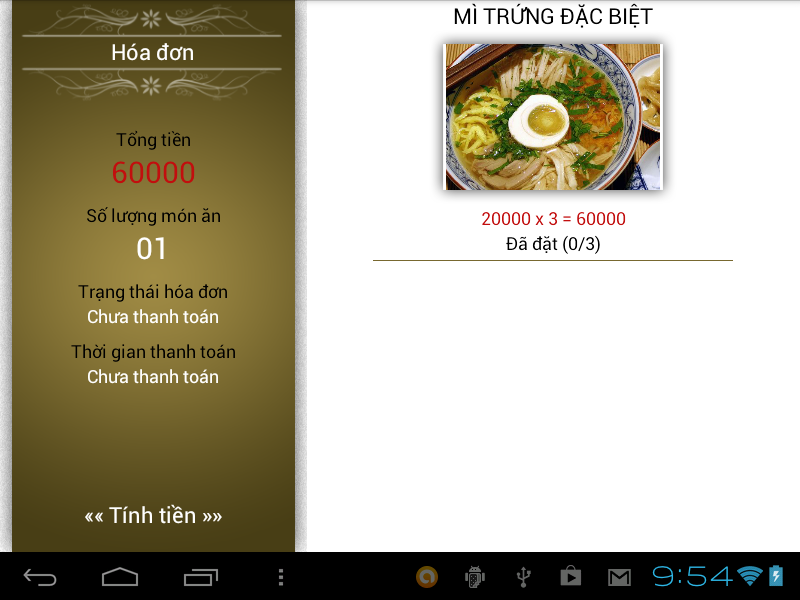 Hóa đơn
Tổng tiền
60000
Số lượng món ăn
01
Trạng thái hóa đơn
Chưa thanh toán
Thời gian thanh toán
Chưa thanh toán
«« Tính tiền »»
MÌ TRỨNG ĐẶC BIỆT
20000 x 3 = 60000
Đã đặt (0/3)
9:54